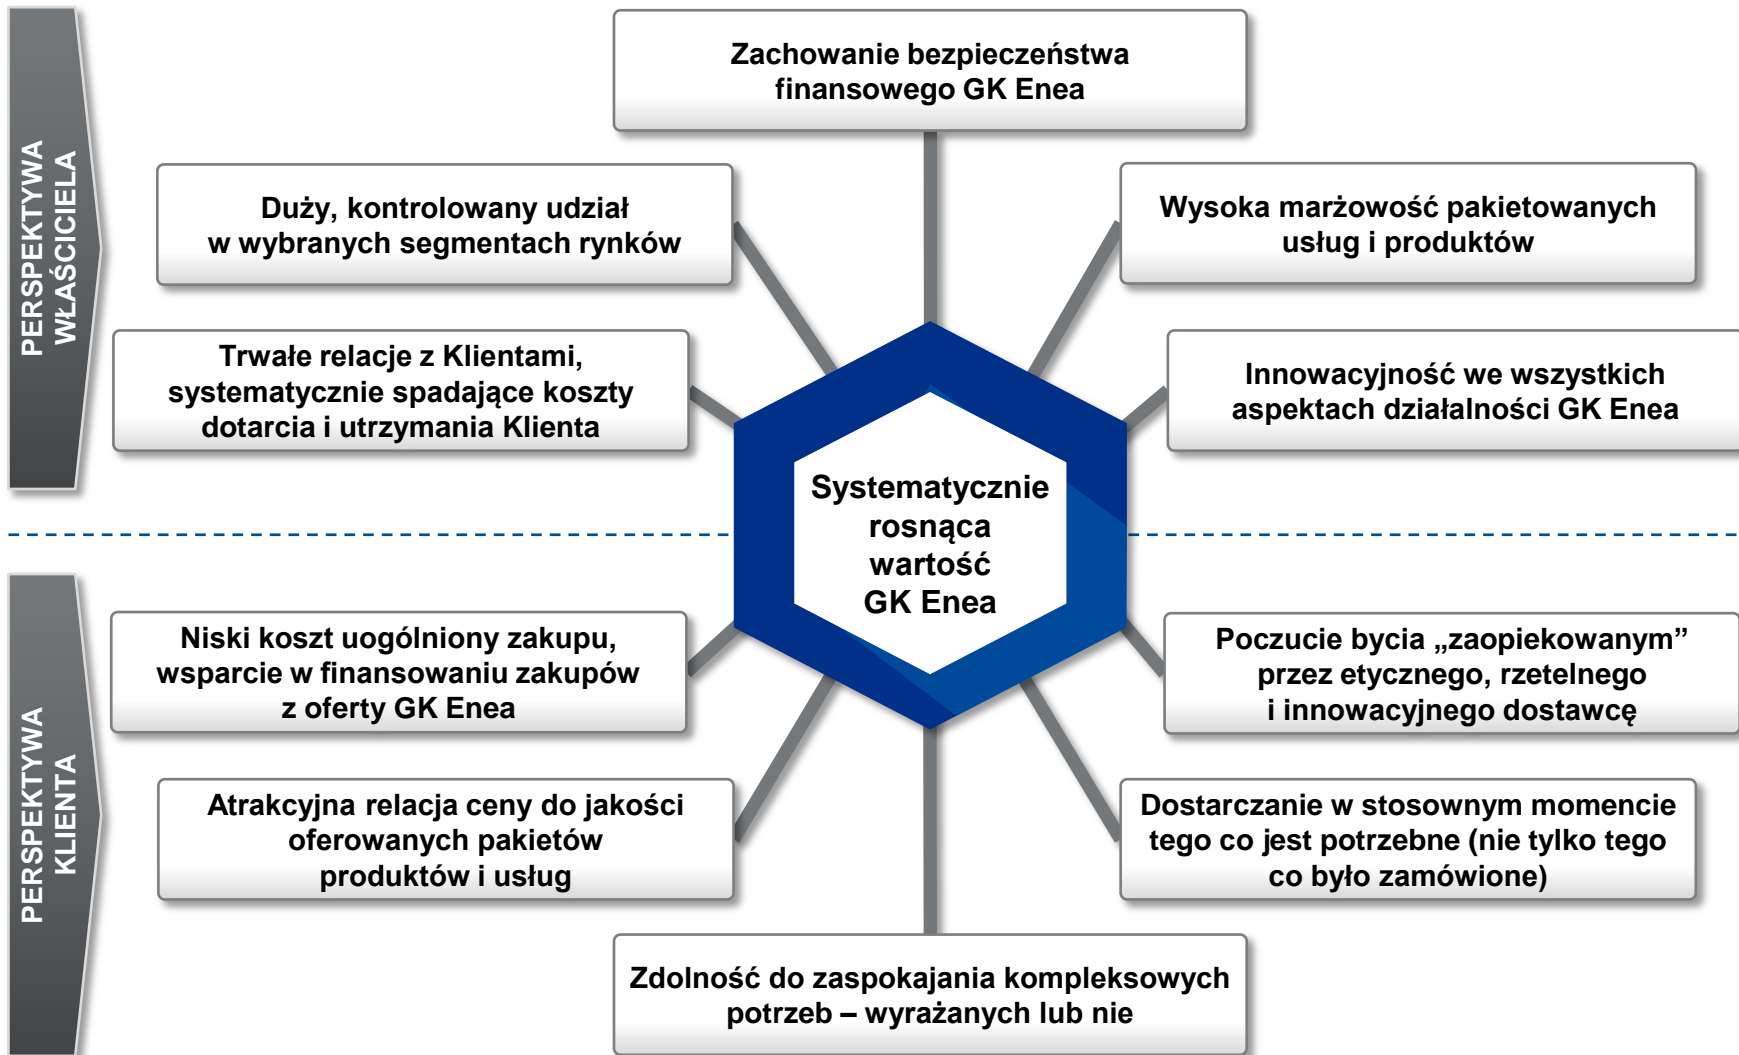 PERSPEKTYWA
WŁAŚCICIELA
Zachowanie bezpieczeństwa
finansowego GK Enea
Duży, kontrolowany udział
w wybranych segmentach rynków
Wysoka marżowość pakietowanych
usług i produktów
Trwałe relacje z Klientami,
systematycznie spadające koszty
dotarcia i utrzymania Klienta
Innowacyjność we wszystkich
aspektach działalności GK Enea
Systematycznie
rosnąca
wartość
GK Enea
PERSPEKTYWA
KLIENTA
Niski koszt uogólniony zakupu,
wsparcie w finansowaniu zakupów
z oferty GK Enea
Poczucie bycia „zaopiekowanym”
przez etycznego, rzetelnego
i innowacyjnego dostawcę
Atrakcyjna relacja ceny do jakości
oferowanych pakietów
produktów i usług
Dostarczanie w stosownym momencie
tego co jest potrzebne (nie tylko tego
co było zamówione)
Zdolność do zaspokajania kompleksowych
potrzeb – wyrażanych lub nie